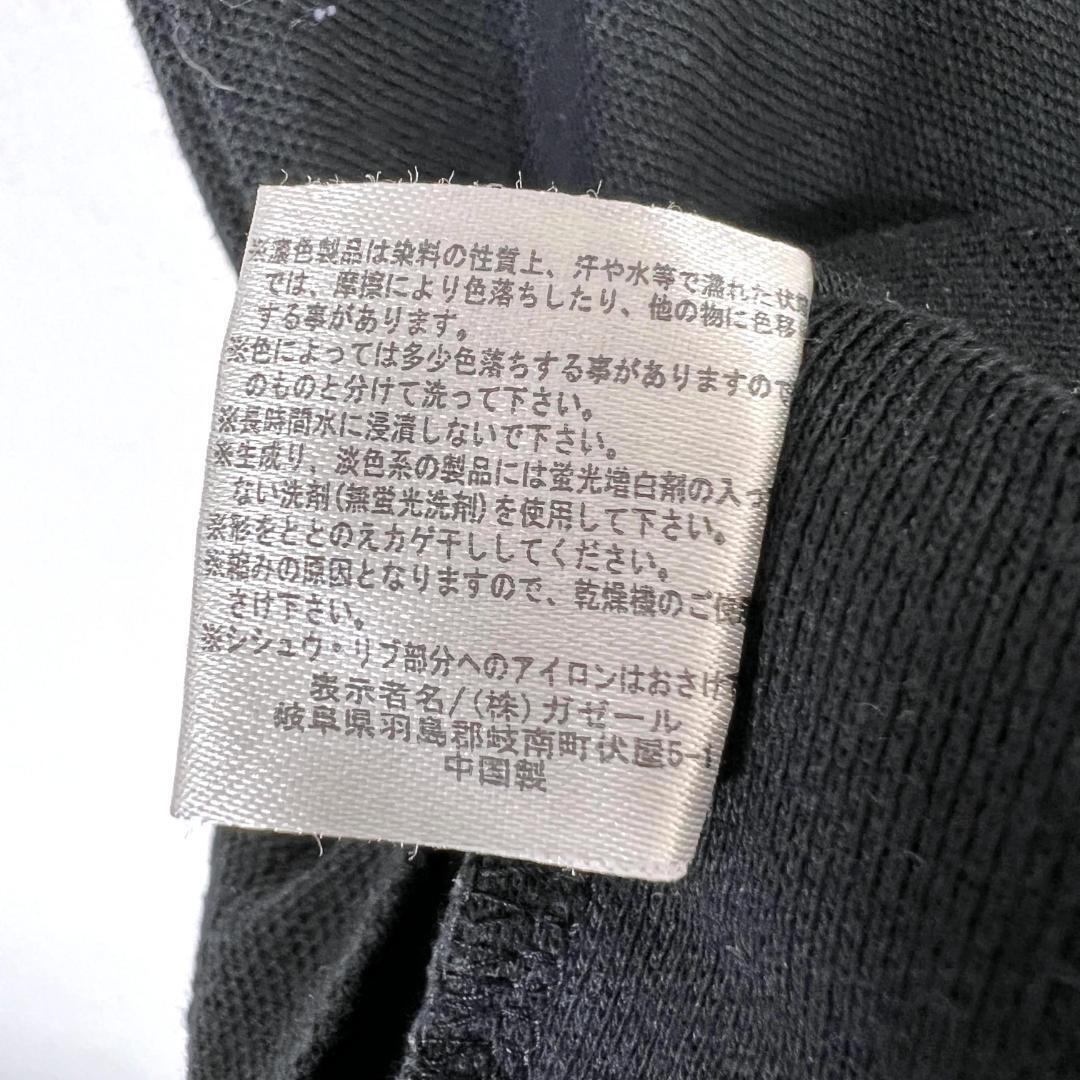 ※濃色製品は染料の性質上、汗や水等で濡れた状態
では、摩擦により色落ちしたり、他の物に色移
する事があります。
※色によっては多少色落ちする事がありますので
のものと分けて洗って下さい。
※長時間水に浸漬しないで下さい。
※生成り、淡色系の製品には蛍光増白剤の入っ
ない洗剤(無蛍光洗剤)を使用して下さい。
※形をととのえカゲ干ししてください。
※縮みの原因となりますので、乾燥機のご使
さけ下さい。
※シシュウ・リブ部分へのアイロンはおさけ
表示者名/(株)ガゼール
岐阜県羽島郡岐南町伏屋5-1
中国製